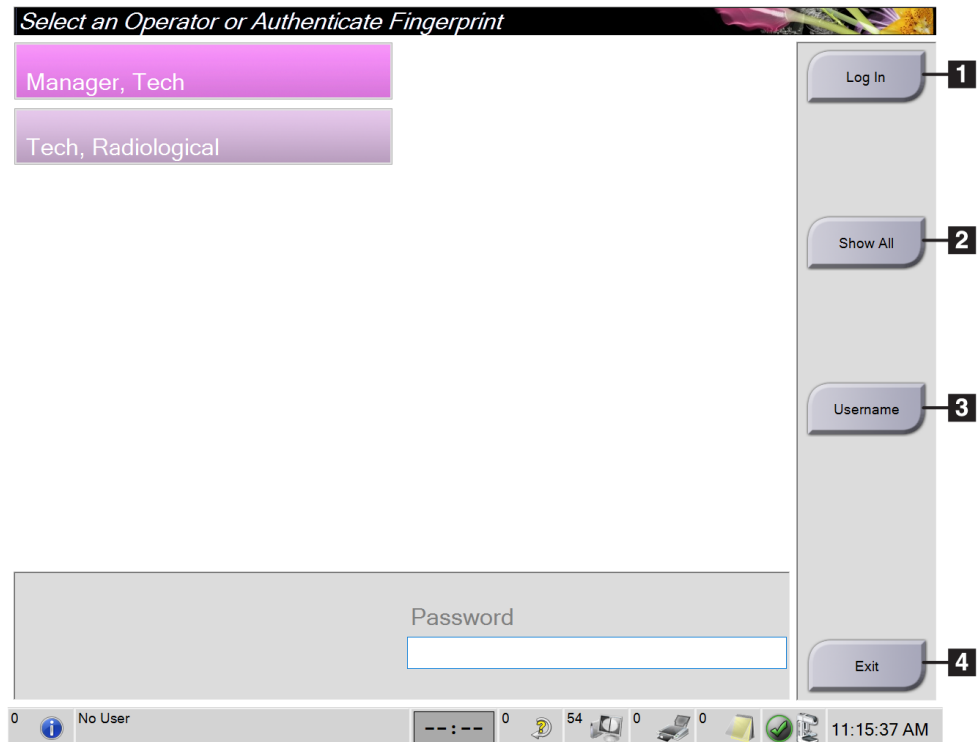 Select an Operator or Authenticate Fingerprint
Manager, Tech
Tech, Radiological
Log In
1
Show All
2
Username
3
Password
Exit
4
0 No User --:-- 0 54 0 0 11:15:37 AM